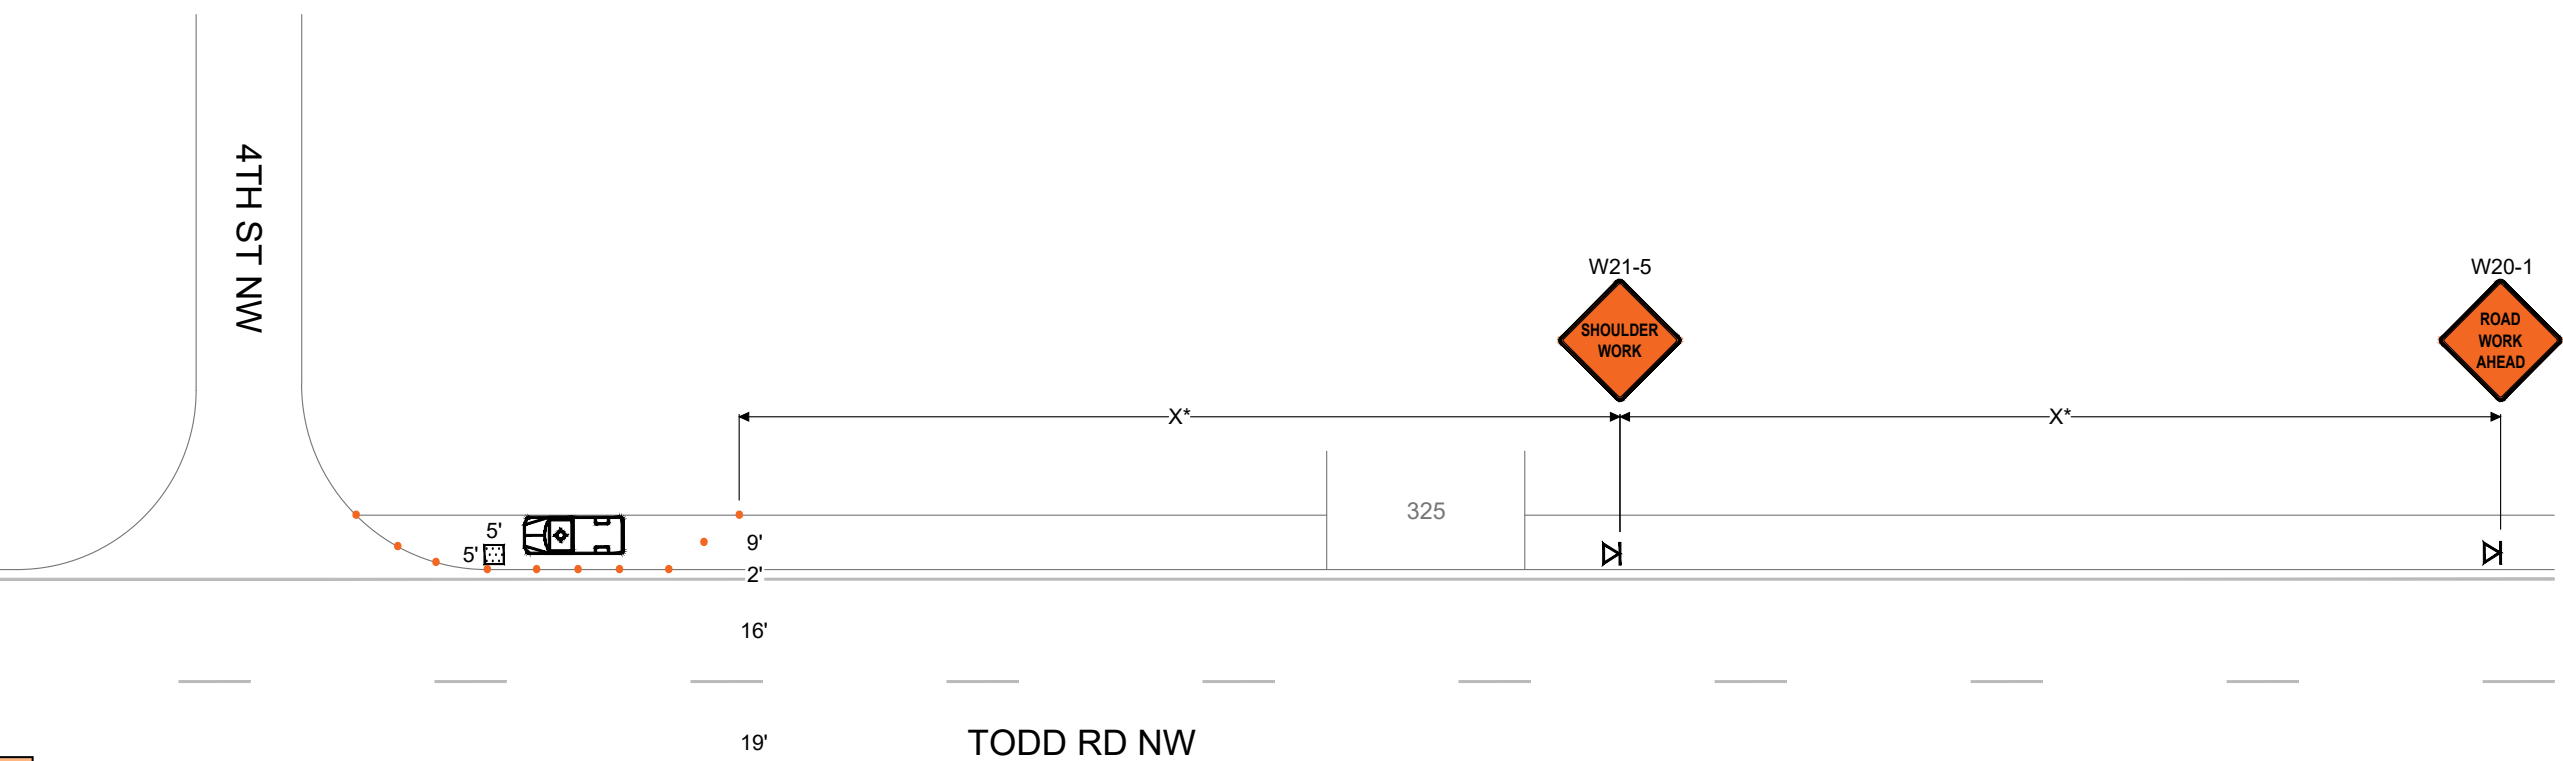 4TH ST NW
W21-5
SHOULDER
WORK
W20-1
ROAD
WORK
AHEAD
X*
X*
325
5'
5'
9'
2'
16'
19'
TODD RD NW